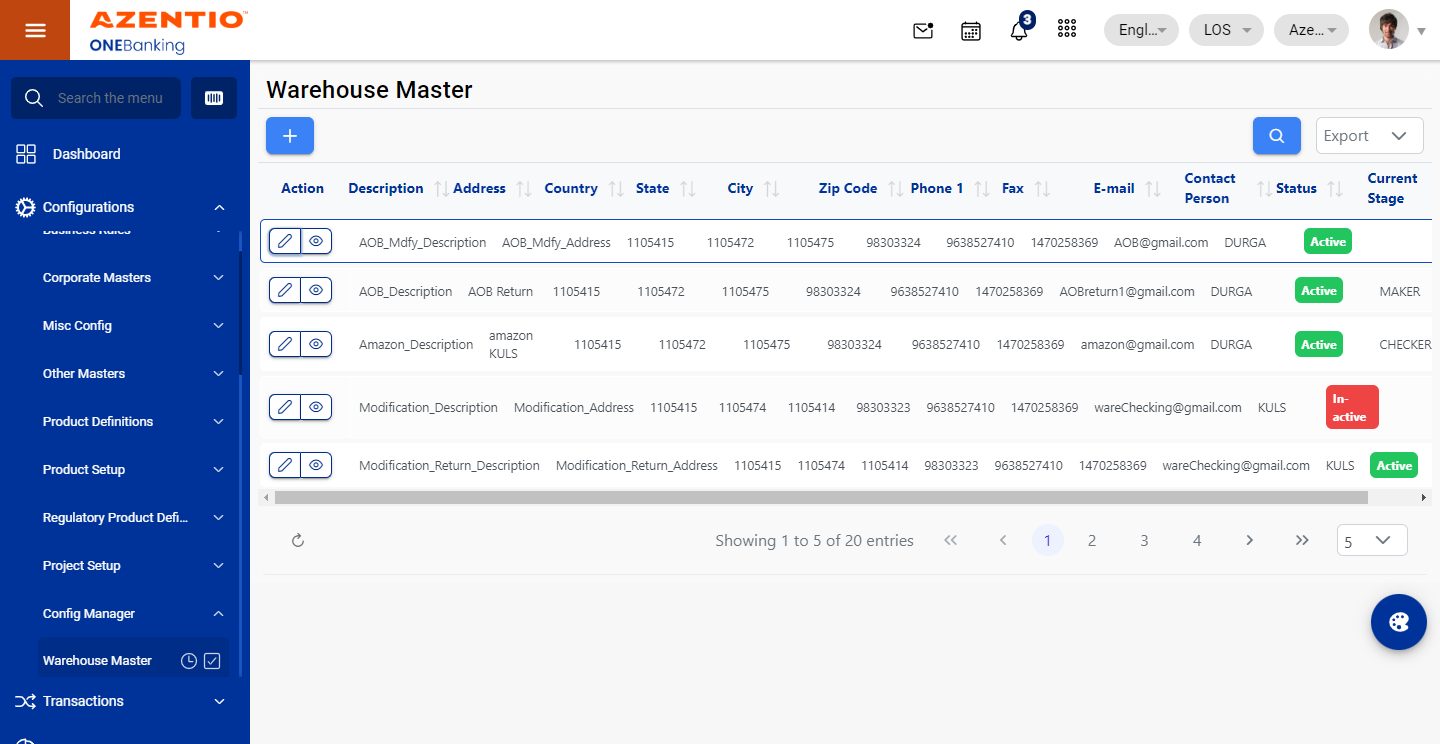 AZENTIO™
ONEBanking
3
Engl...
LOS
Aze...
Search the menu
Dashboard
Configurations
Business Rules
Corporate Masters
Misc Config
Other Masters
Product Definitions
Product Setup
Regulatory Product Defi...
Project Setup
Config Manager
Warehouse Master
Transactions
Warehouse Master
Export
Action Description Address Country State City Zip Code Phone 1 Fax E-mail Contact Person Status Current Stage
AOB_Mdfy_Description AOB_Mdfy_Address 1105415 1105472 1105475 98303324 9638527410 1470258369 AOB@gmail.com DURGA Active
AOB_Description AOB Return 1105415 1105472 1105475 98303324 9638527410 1470258369 AOBreturn1@gmail.com DURGA Active MAKER
Amazon_Description amazon KULS 1105415 1105472 1105475 98303324 9638527410 1470258369 amazon@gmail.com DURGA Active CHECKER
Modification_Description Modification_Address 1105415 1105474 1105414 98303323 9638527410 1470258369 wareChecking@gmail.com KULS In-active
Modification_Return_Description Modification_Return_Address 1105415 1105474 1105414 98303323 9638527410 1470258369 wareChecking@gmail.com KULS Active
Showing 1 to 5 of 20 entries
1 2 3 4
5